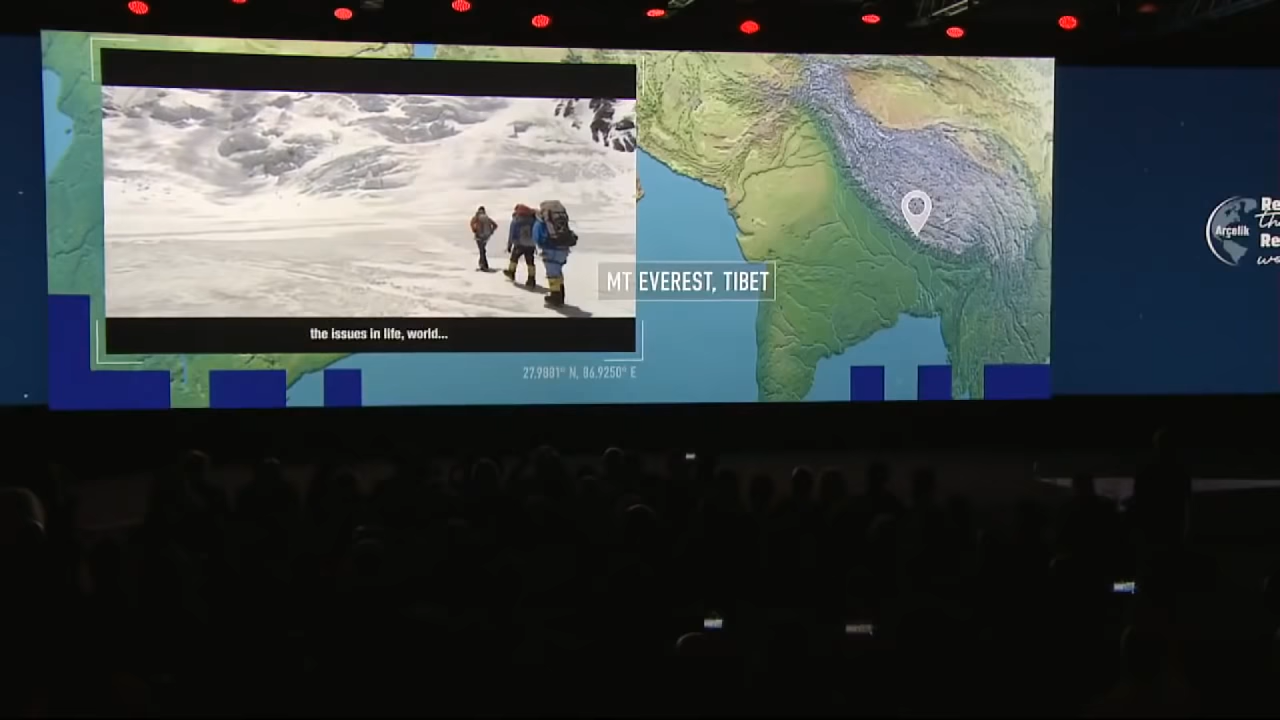 MT EVEREST, TIBET
the issues in life, world...
27.9881° N, 86.9250° E
Arçelik